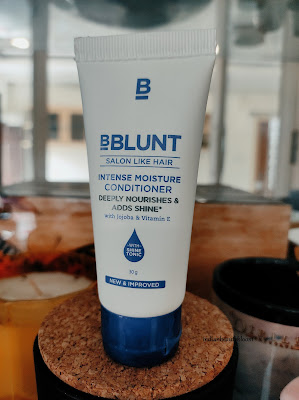 B
BBLUNT
SALON LIKE HAIR
INTENSE MOISTURE
CONDITIONER
DEEPLY NOURISHES &
ADDS SHINE*
with Jojoba & Vitamin E
WITH
SHINE
TONIC
30 g
NEW & IMPROVED